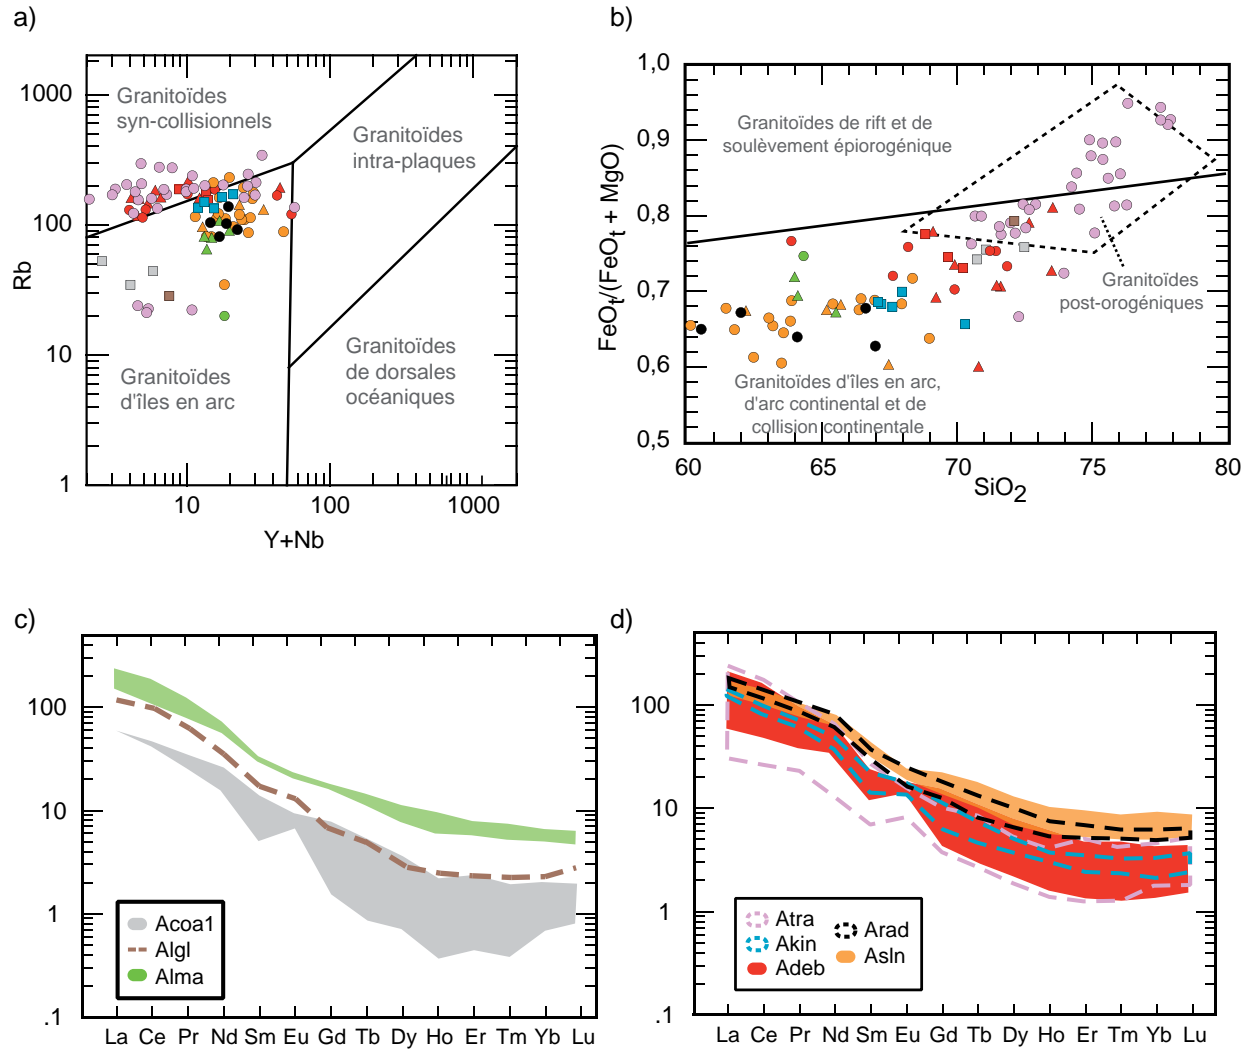 a)
Rb
1000
100
10
1
10
100
1000
Y+Nb
Granitoïdes
syn-collisionnels
Granitoïdes
intra-plaques
Granitoïdes
d'îles en arc
Granitoïdes
de dorsales
océaniques
b)
FeOt/(FeOt + MgO)
1,0
0,9
0,8
0,7
0,6
0,5
60
65
70
75
80
SiO2
Granitoïdes de rift et de
soulèvement épiorogénique
Granitoïdes
post-orogéniques
Granitoïdes d'îles en arc,
d'arc continental et de
collision continentale
c)
100
10
1
.1
Acoa1
Algl
Alma
La Ce Pr Nd Sm Eu Gd Tb Dy Ho Er Tm Yb Lu
d)
100
10
1
.1
Atra
Akin
Adeb
Arad
Asln
La Ce Pr Nd Sm Eu Gd Tb Dy Ho Er Tm Yb Lu